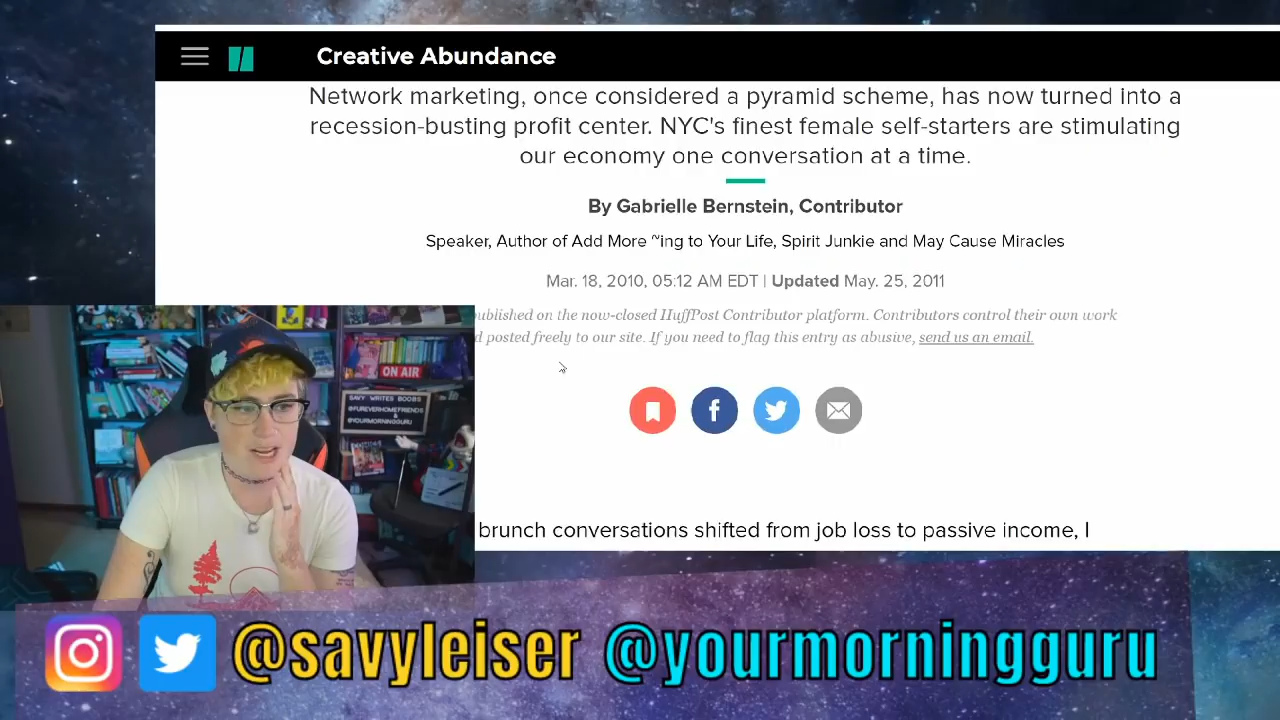 Creative Abundance
Network marketing, once considered a pyramid scheme, has now turned into a
recession-busting profit center. NYC's finest female self-starters are stimulating
our economy one conversation at a time.
By Gabrielle Bernstein, Contributor
Speaker, Author of Add More ~ing to Your Life, Spirit Junkie and May Cause Miracles
Mar. 18, 2010, 05:12 AM EDT | Updated May. 25, 2011
on the now-closed HuffPost Contributor platform. Contributors control their own work
posted freely to our site. If you need to flag this entry as abusive, send us an email.
ON AIR
SAVY WRITES BOOBS
@FUREVERHOMEFRIENDS
&
@YOURMORNINGURU
brunch conversations shifted from job loss to passive income, I
@savyleiser @yourmorningguru